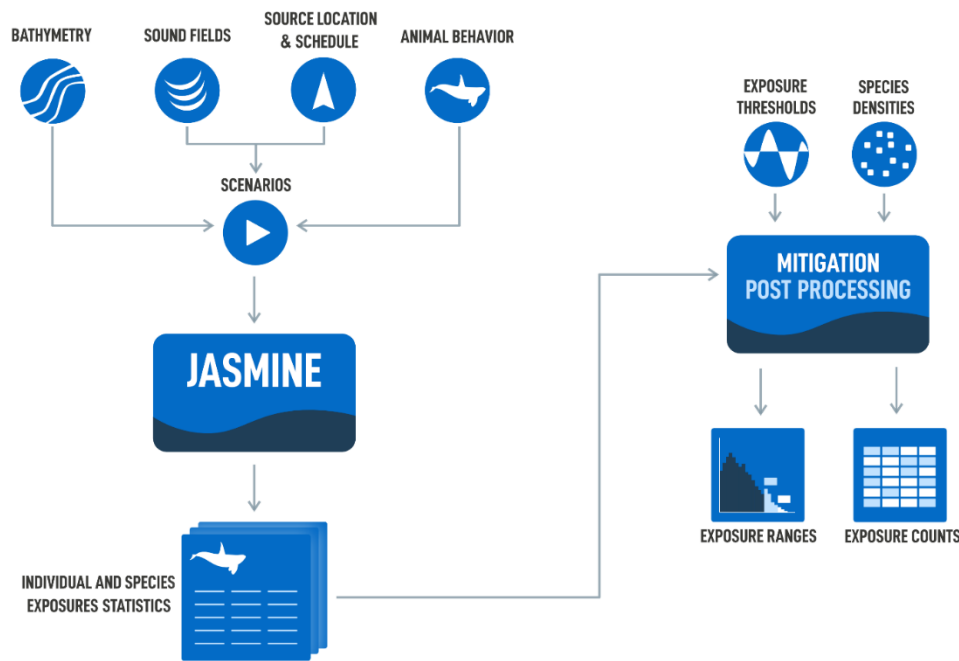 BATHYMETRY
SOUND FIELDS
SOURCE LOCATION
& SCHEDULE
ANIMAL BEHAVIOR
SCENARIOS
JASMINE
INDIVIDUAL AND SPECIES
EXPOSURES STATISTICS
EXPOSURE
THRESHOLDS
SPECIES
DENSITIES
MITIGATION
POST PROCESSING
EXPOSURE RANGES
EXPOSURE COUNTS